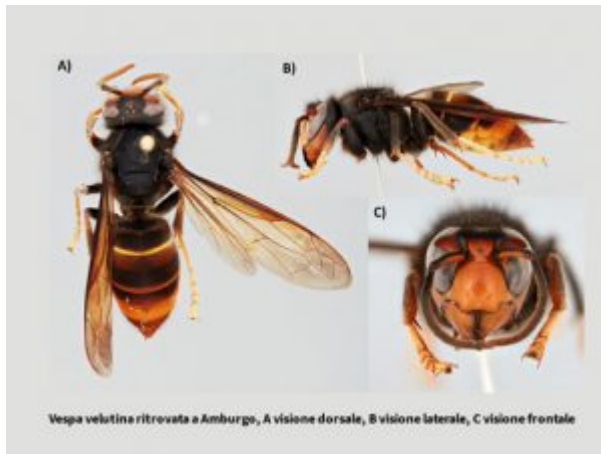 A)
B)
C)
Vespa velutina ritrovata a Amburgo, A visione dorsale, B visione laterale, C visione frontale